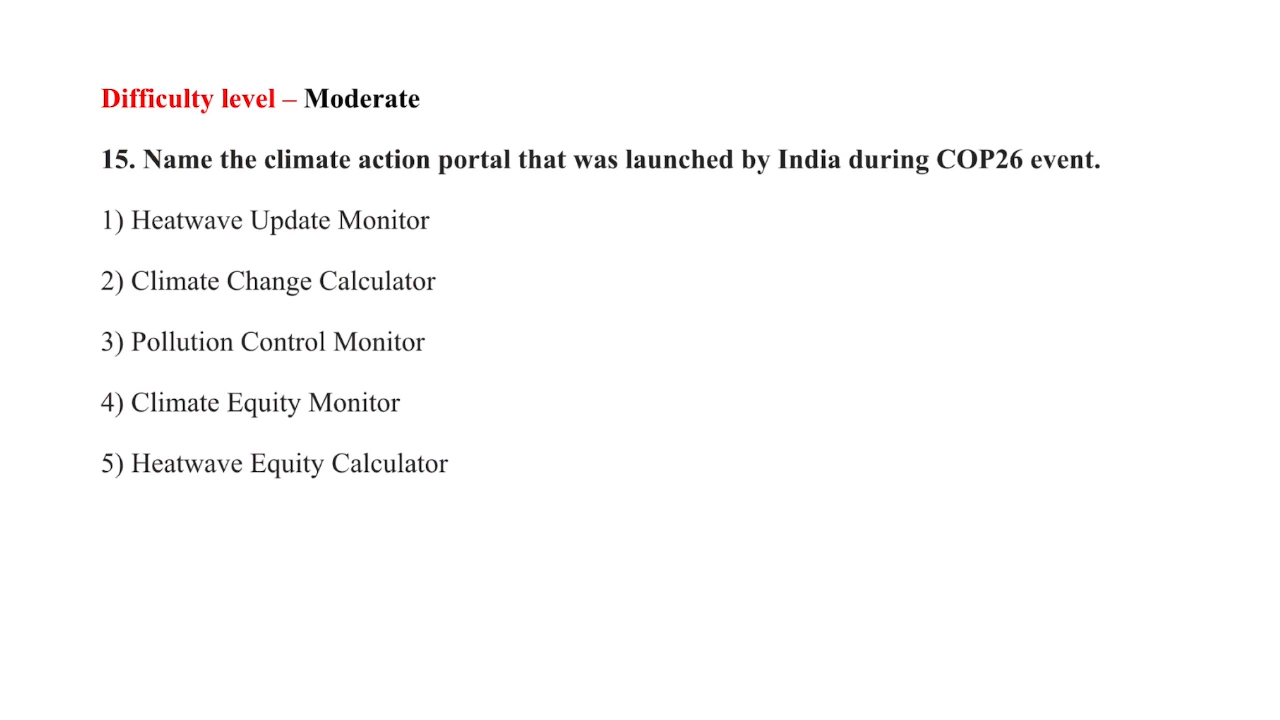 Difficulty level – Moderate
15. Name the climate action portal that was launched by India during COP26 event.
1) Heatwave Update Monitor
2) Climate Change Calculator
3) Pollution Control Monitor
4) Climate Equity Monitor
5) Heatwave Equity Calculator